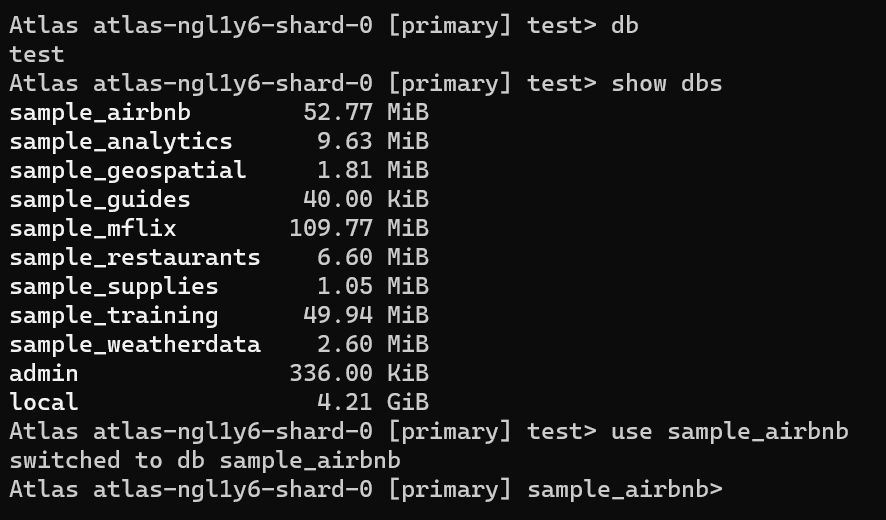 Atlas atlas-ngl1y6-shard-0 [primary] test> db
test
Atlas atlas-ngl1y6-shard-0 [primary] test> show dbs
sample_airbnb        52.77 MiB
sample_analytics      9.63 MiB
sample_geospatial     1.81 MiB
sample_guides        40.00 KiB
sample_mflix        109.77 MiB
sample_restaurants    6.60 MiB
sample_supplies       1.05 MiB
sample_training      49.94 MiB
sample_weatherdata    2.60 MiB
admin               336.00 KiB
local                 4.21 GiB
Atlas atlas-ngl1y6-shard-0 [primary] test> use sample_airbnb
switched to db sample_airbnb
Atlas atlas-ngl1y6-shard-0 [primary] sample_airbnb>